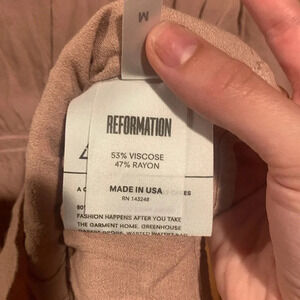 M
REFORMATION
53% VISCOSE
47% RAYON
MADE IN USA
RN 143248
FASHION HAPPENS AFTER YOU TAKE
THE GARMENT HOME. GREENHOUSE